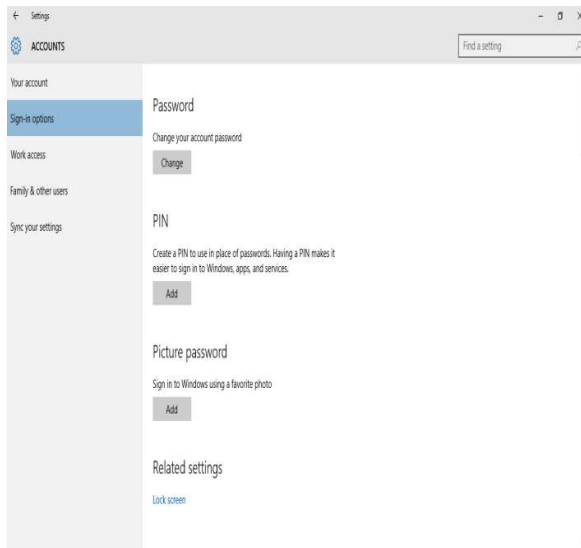 Settings
ACCOUNTS
Find a setting
Your account
Sign-in options
Work access
Family & other users
Sync your settings
Password
Change your account password
Change
PIN
Create a PIN to use in place of passwords. Having a PIN makes it
easier to sign in to Windows, apps, and services.
Add
Picture password
Sign in to Windows using a favorite photo
Add
Related settings
Lock screen